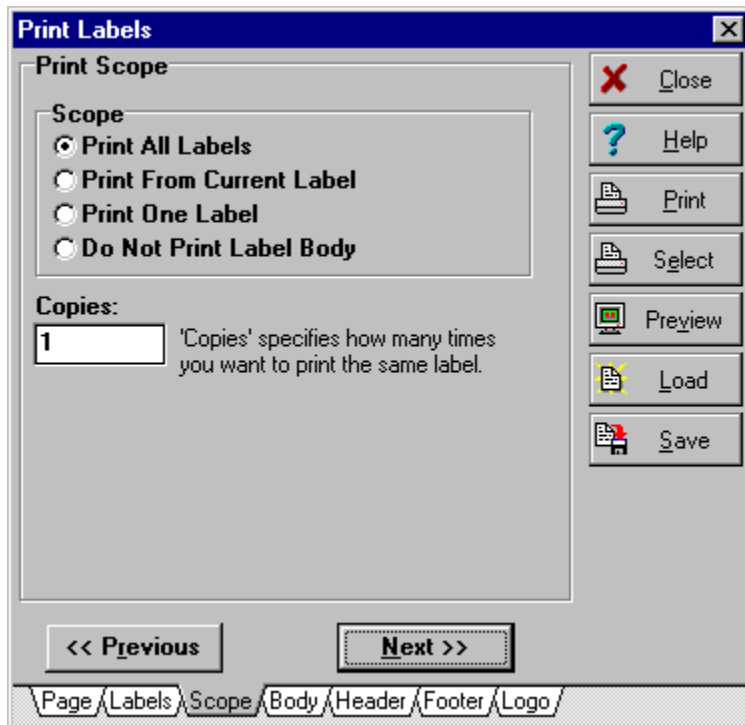 Print Labels
Print Scope
Scope
Print All Labels
Print From Current Label
Print One Label
Do Not Print Label Body
Copies:
1
'Copies' specifies how many times
you want to print the same label.
Close
Help
Print
Select
Preview
Load
Save
<< Previous
Next >>
Page
Labels
Scope
Body
Header
Footer
Logo